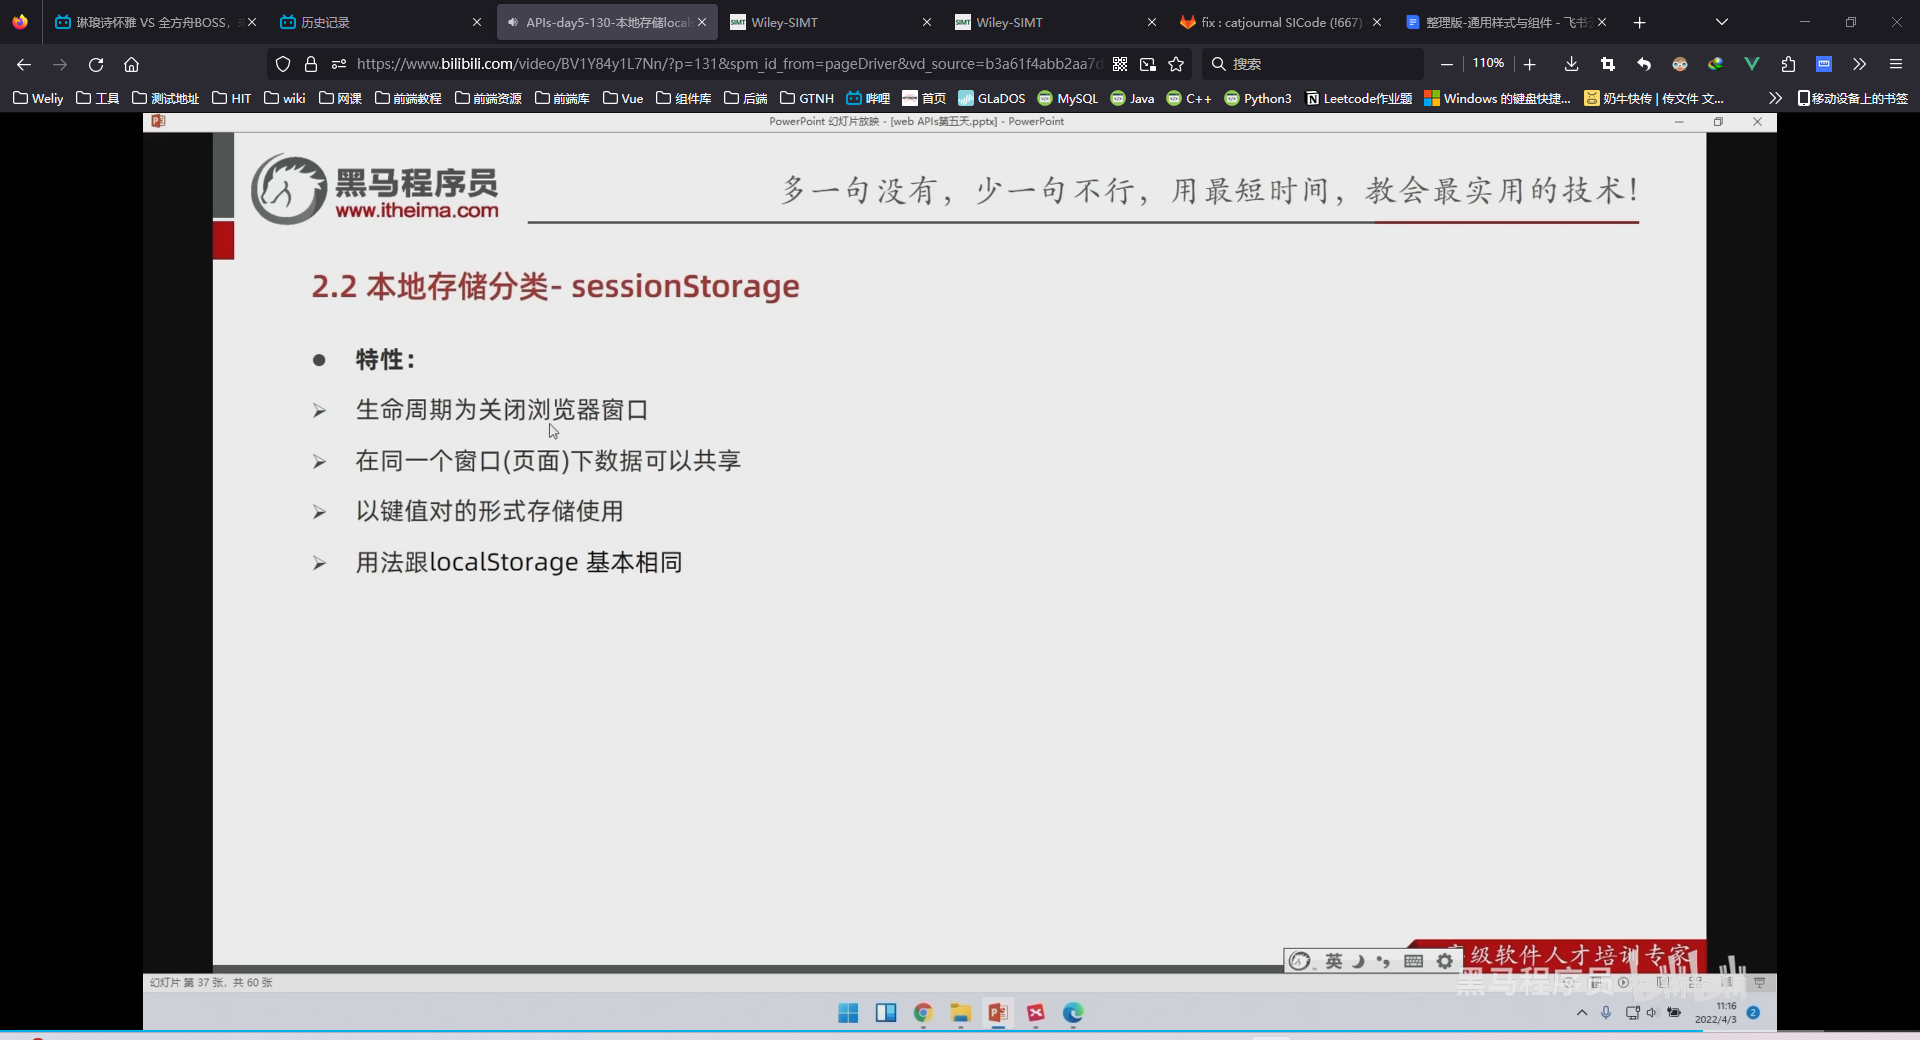 琳琅诗怀雅 VS 全方舟BOSS,
历史记录
APIs-day5-130-本地存储local
Wiley-SIMT
Wiley-SIMT
fix : catjournal SICode (!667)
整理版-通用样式与组件 - 飞书
https://www.bilibili.com/video/BV1Y84y1L7Nn/?p=131&spm_id_from=pageDriver&vd_source=b3a61f4abb2aa7d
搜索
110%
Weliy
工具
测试地址
HIT
wiki
网课
前端教程
前端资源
前端库
Vue
组件库
后端
GTNH
哔哩
首页
GLaDOS
MySQL
Java
C++
Python3
Leetcode作业题
Windows 的键盘快捷...
奶牛快传 | 传文件 文...
移动设备上的书签
PowerPoint 幻灯片放映 - [web APIs第五天.pptx] - PowerPoint
黑马程序员
www.itheima.com
多一句没有，少一句不行，用最短时间，教会最实用的技术！
2.2 本地存储分类- sessionStorage
特性：
生命周期为关闭浏览器窗口
在同一个窗口(页面)下数据可以共享
以键值对的形式存储使用
用法跟localStorage 基本相同
英
级软件人才培训专家
黑马程序员
bilibili
幻灯片 第 37 张，共 60 张
11:16
2022/4/3
2